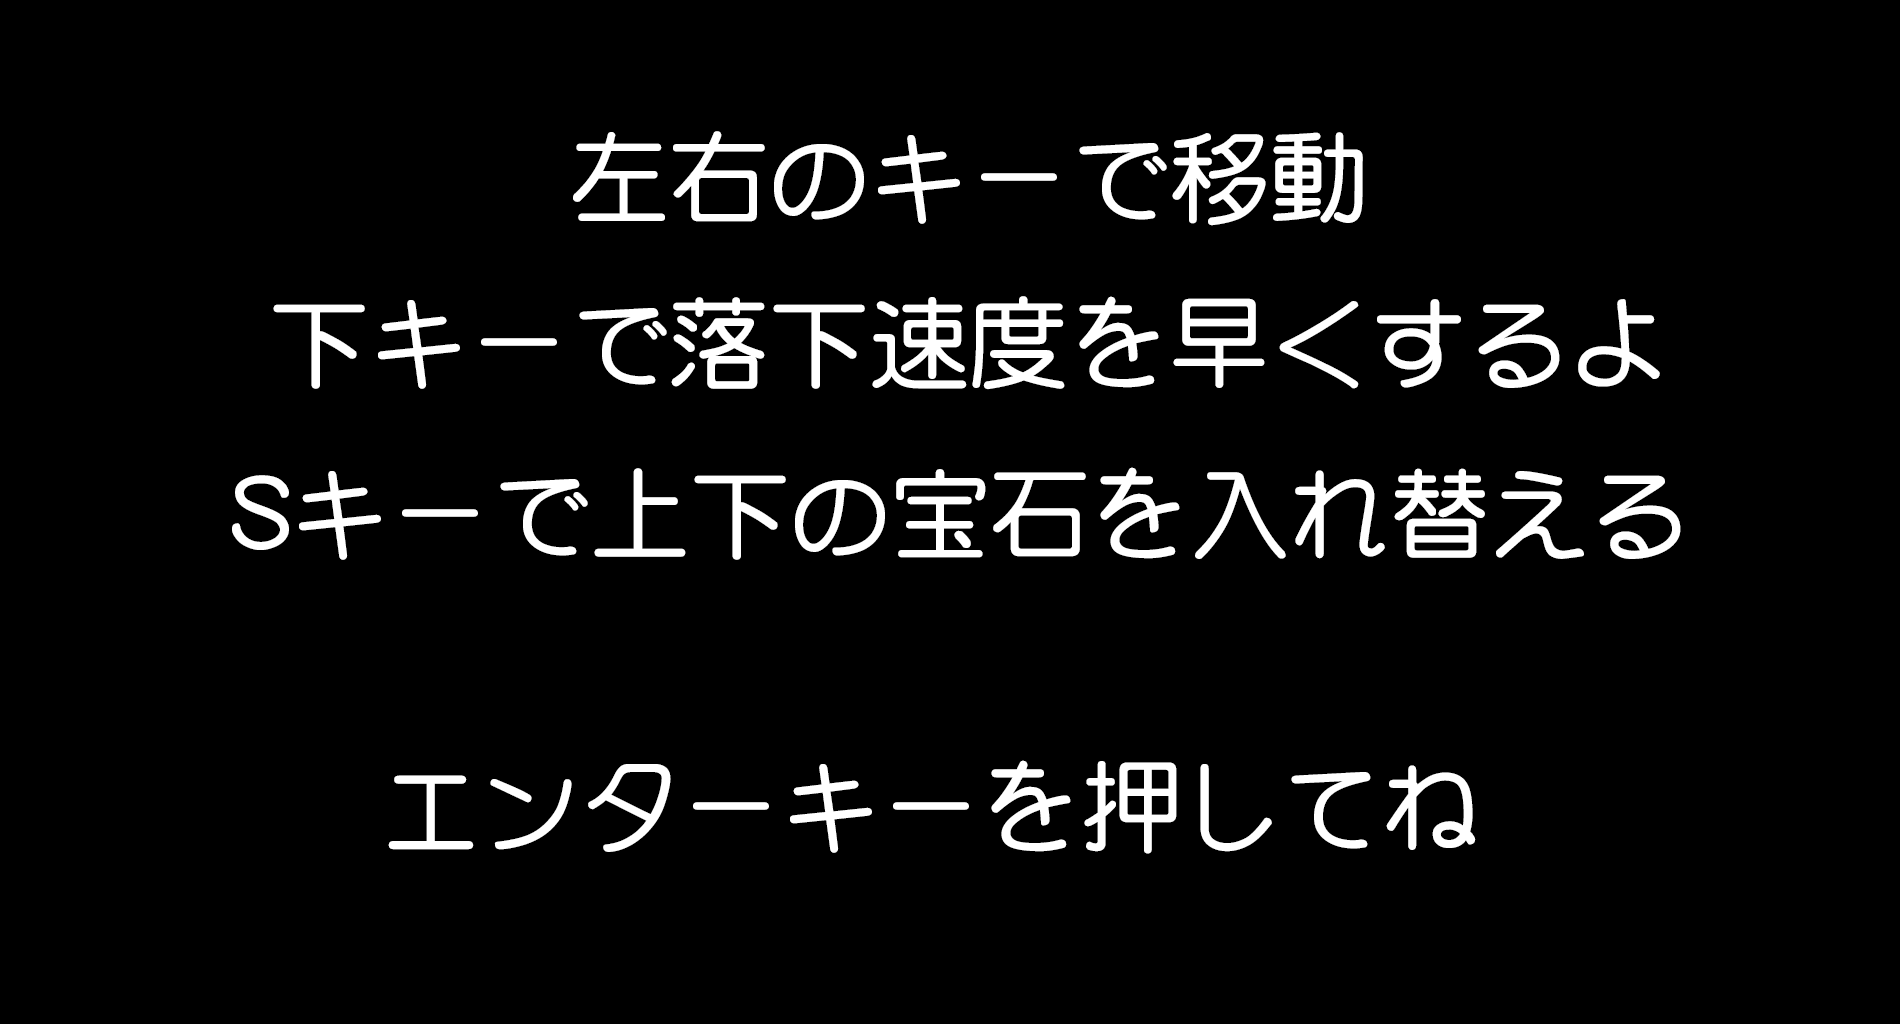 左右のキーで移動
下キーで落下速度を早くするよ
Sキーで上下の宝石を入れ替える
エンターキーを押してね